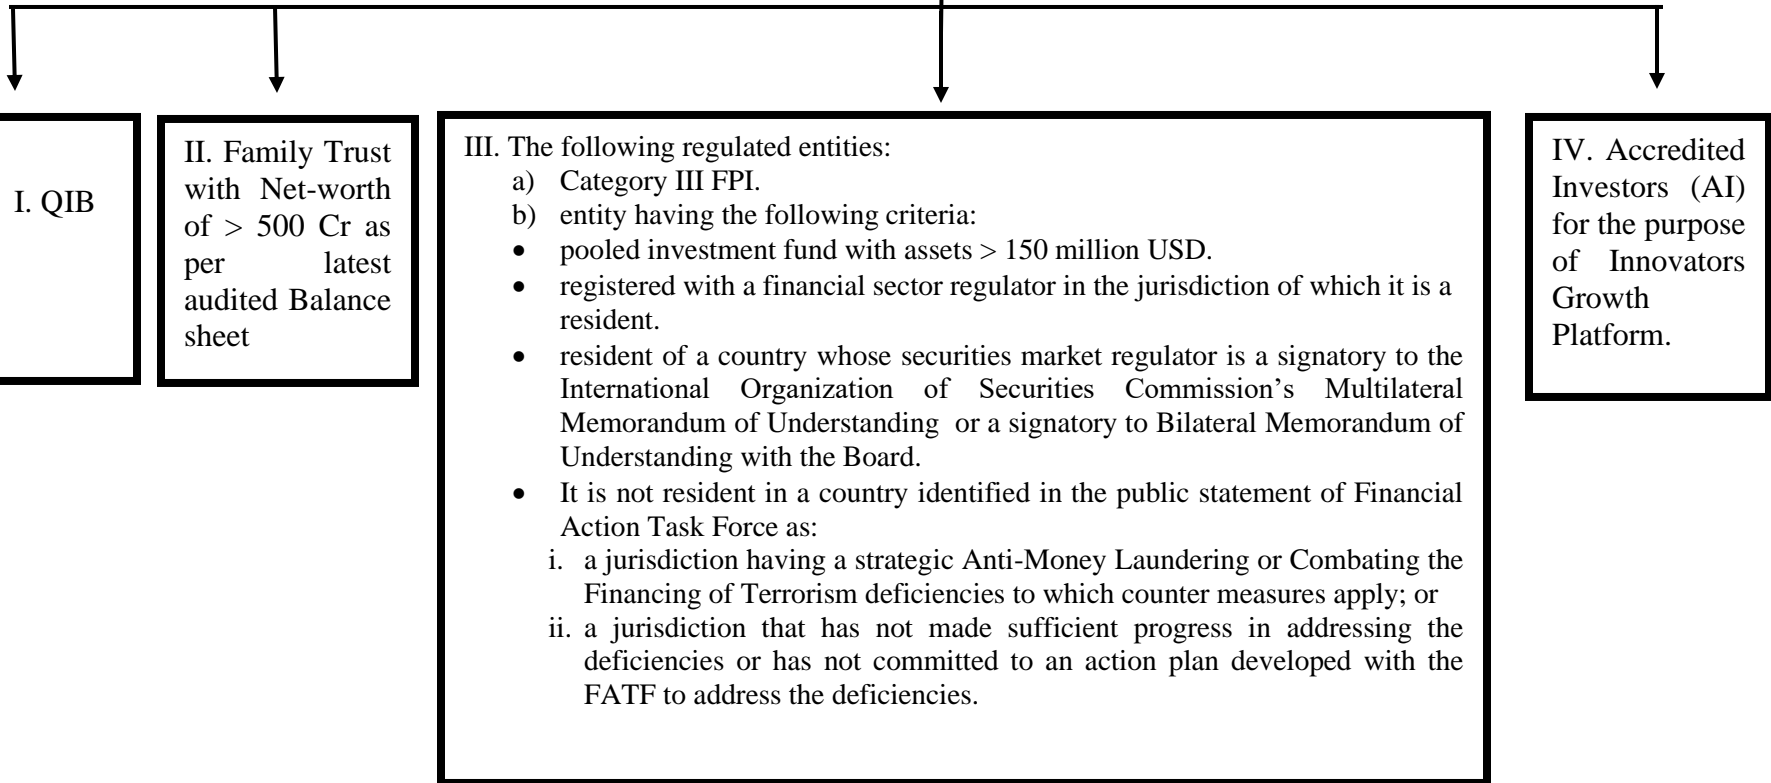 I. QIB
II. Family Trust
with Net-worth
of > 500 Cr as
per latest
audited Balance
sheet
III. The following regulated entities:
a) Category III FPI.
b) entity having the following criteria:
• pooled investment fund with assets > 150 million USD.
• registered with a financial sector regulator in the jurisdiction of which it is a
resident.
• resident of a country whose securities market regulator is a signatory to the
International Organization of Securities Commission’s Multilateral
Memorandum of Understanding or a signatory to Bilateral Memorandum of
Understanding with the Board.
• It is not resident in a country identified in the public statement of Financial
Action Task Force as:
i. a jurisdiction having a strategic Anti-Money Laundering or Combating the
Financing of Terrorism deficiencies to which counter measures apply; or
ii. a jurisdiction that has not made sufficient progress in addressing the
deficiencies or has not committed to an action plan developed with the
FATF to address the deficiencies.
IV. Accredited
Investors (AI)
for the purpose
of Innovators
Growth
Platform.